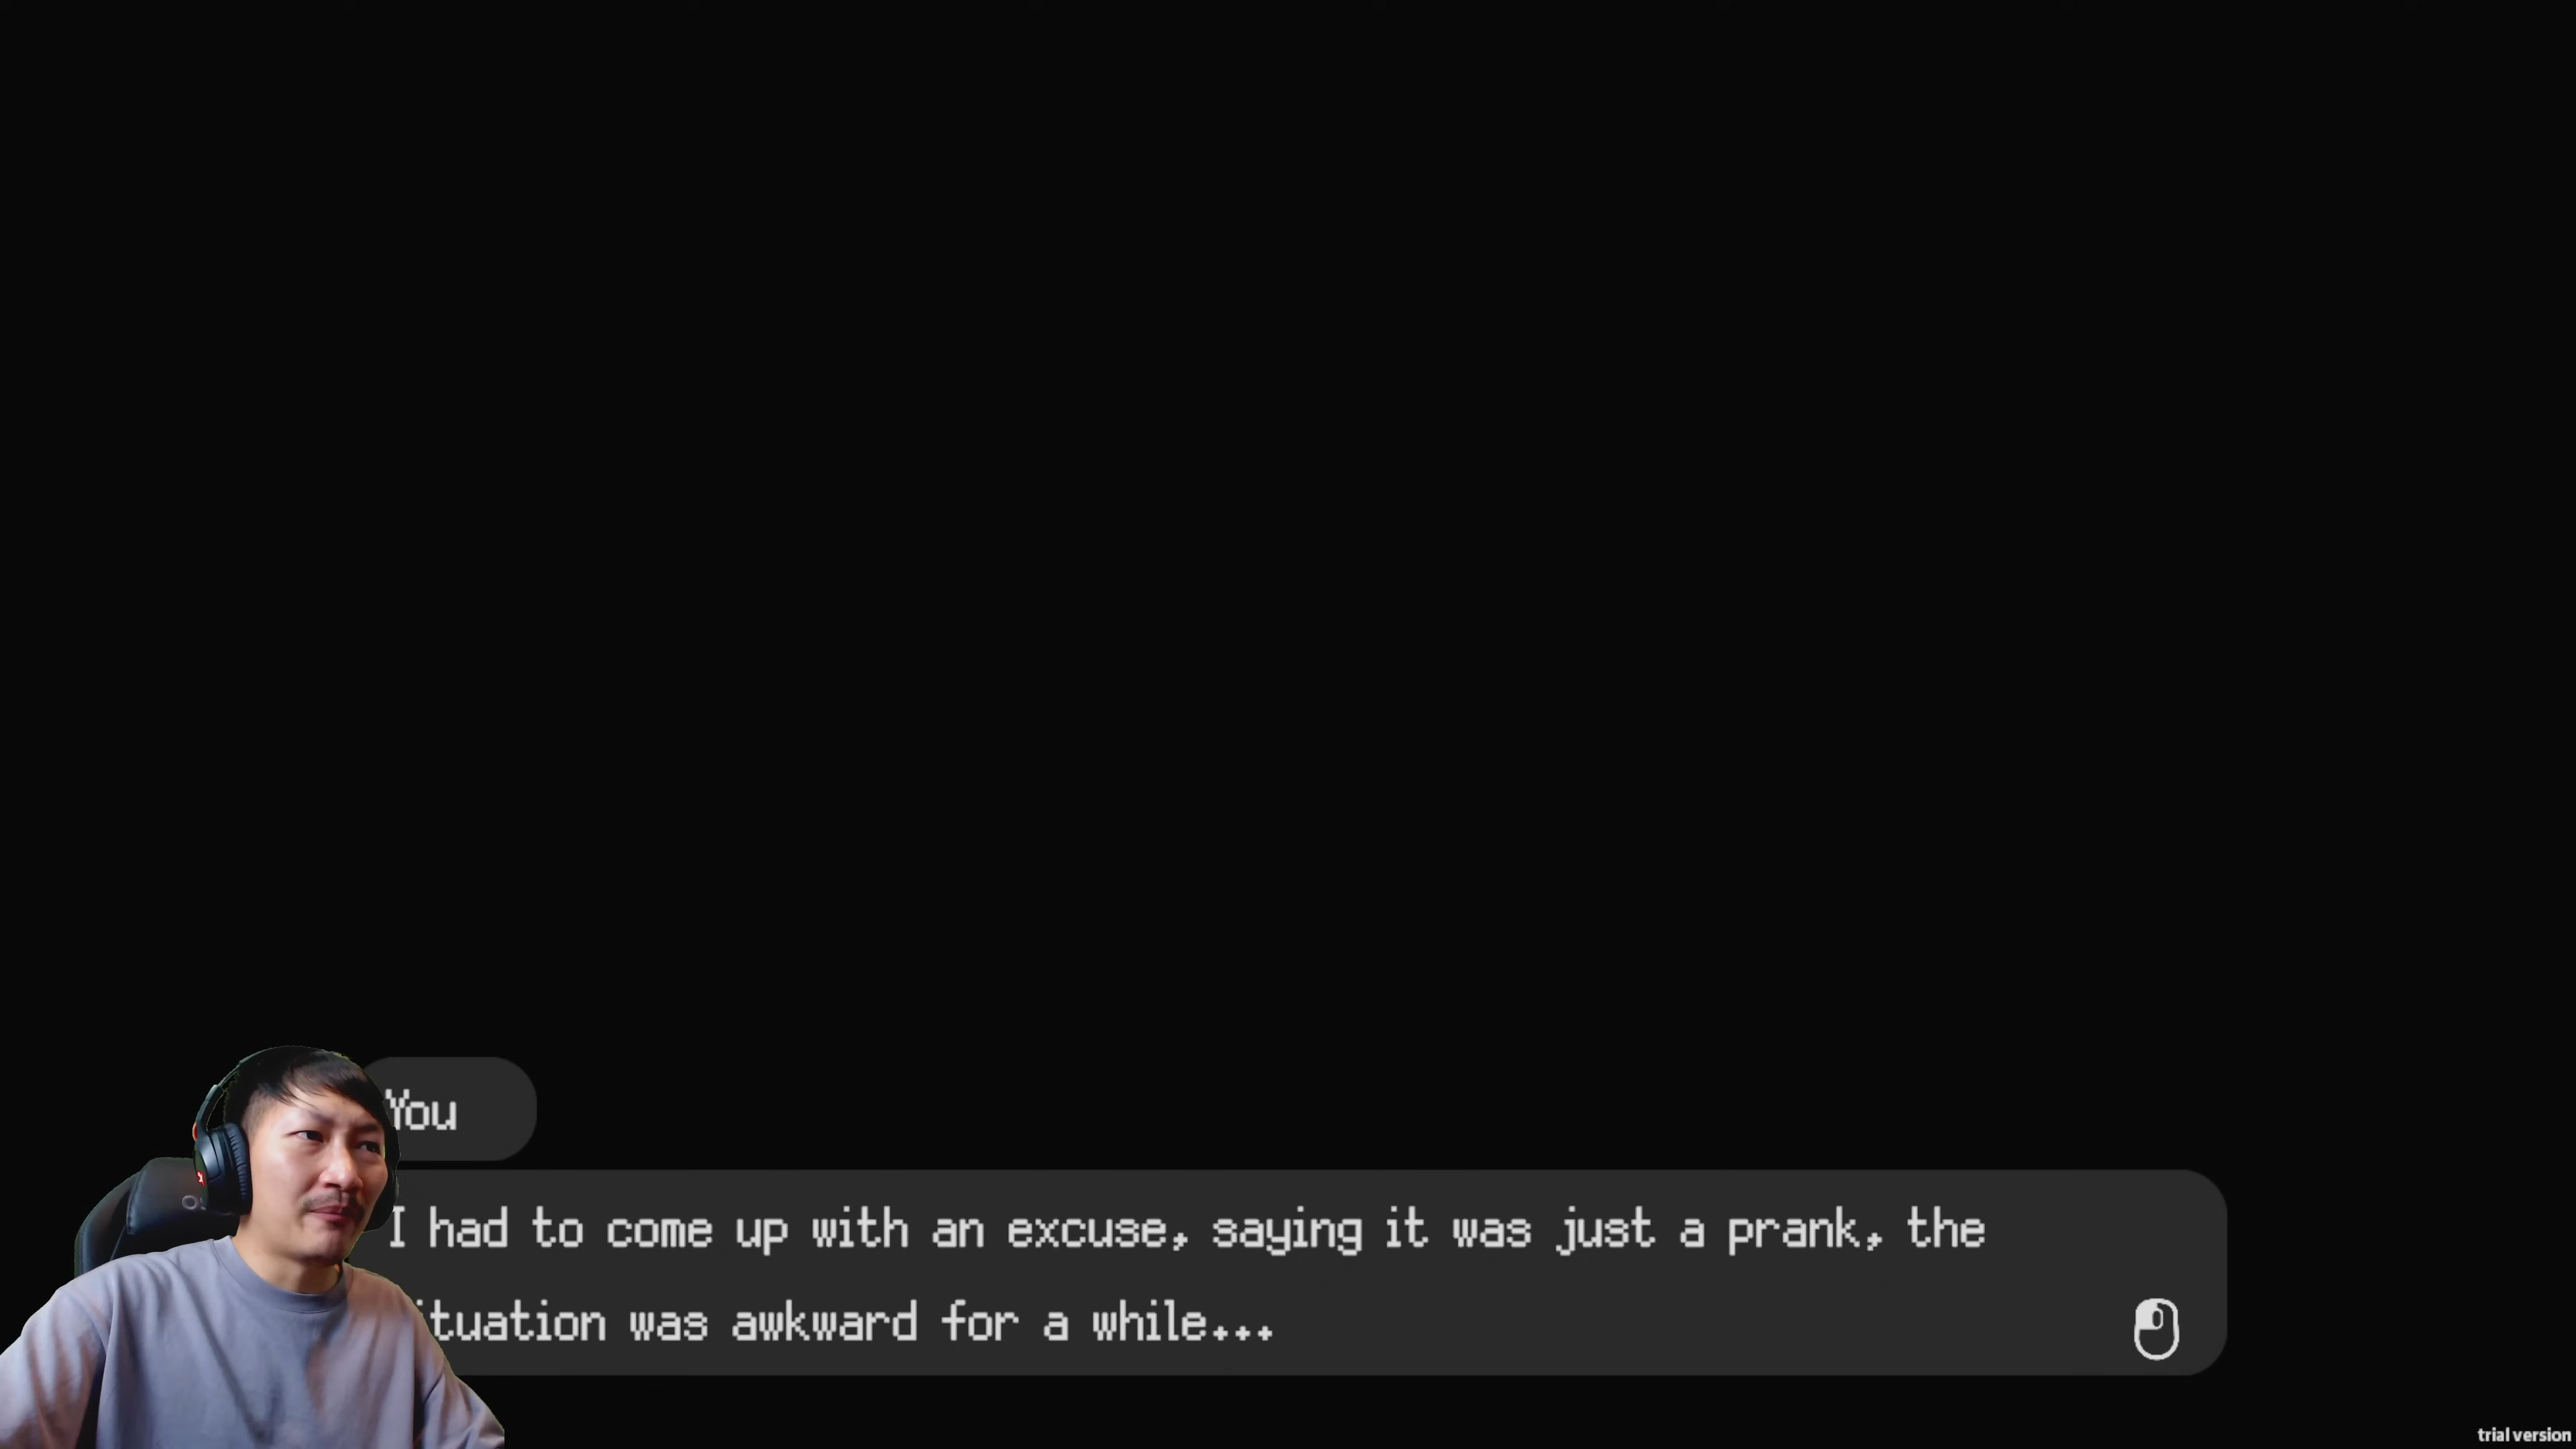 You
I had to come up with an excuse, saying it was just a prank, the
was awkward for a while...
trial version